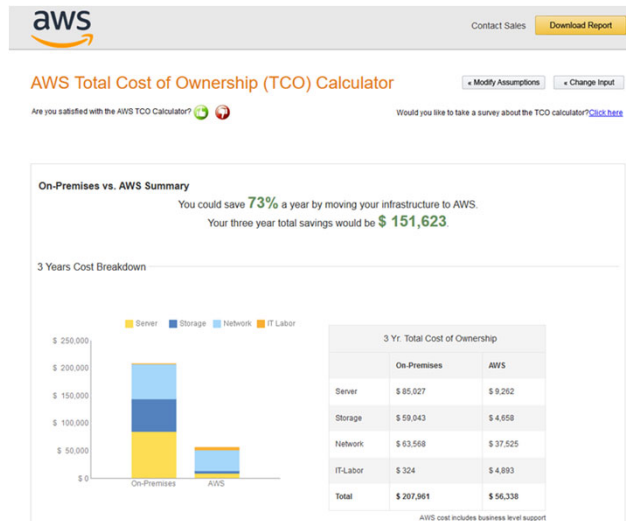 aws
Contact Sales
Download Report
AWS Total Cost of Ownership (TCO) Calculator
« Modify Assumptions
« Change Input
Are you satisfied with the AWS TCO Calculator?
Would you like to take a survey about the TCO calculator?Click here
On-Premises vs. AWS Summary
You could save 73% a year by moving your infrastructure to AWS.
Your three year total savings would be $ 151,623.
3 Years Cost Breakdown
Server Storage Network IT Labor
$ 250,000
$ 200,000
$ 150,000
$ 100,000
$ 50,000
$ 0
On-Premises AWS
3 Yr. Total Cost of Ownership
On-Premises AWS
Server $ 85,027 $ 9,262
Storage $ 59,043 $ 4,658
Network $ 63,568 $ 37,525
IT-Labor $ 324 $ 4,893
Total $ 207,961 $ 56,338
AWS cost includes business level support